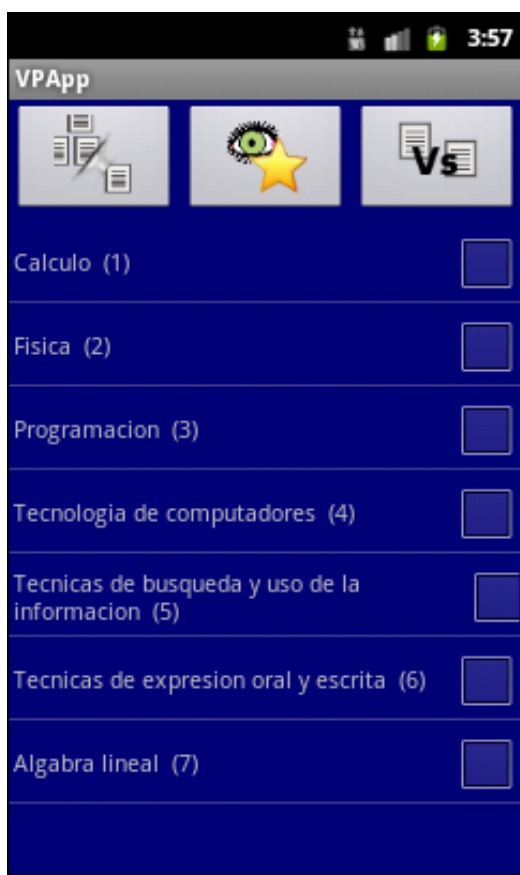 3:57
VPApp
Vs
Calculo (1)
Fisica (2)
Programacion (3)
Tecnologia de computadores (4)
Tecnicas de busqueda y uso de la
informacion (5)
Tecnicas de expresion oral y escrita (6)
Algabra lineal (7)